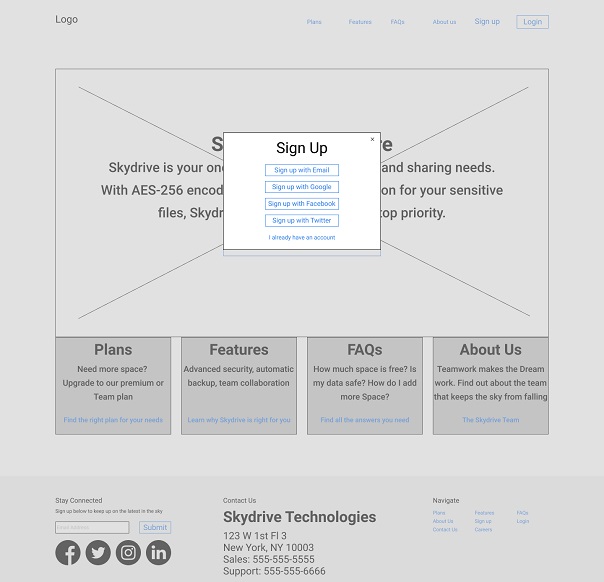 Logo
Plans
Features
FAQs
About us
Sign up
Login
S re
Skydrive is your on and sharing needs.
With AES-256 encod on for your sensitive
files, Skydr top priority.
×
Sign Up
Sign up with Email
Sign up with Google
Sign up with Facebook
Sign up with Twitter
I already have an account
Plans
Need more space?
Upgrade to our premium or
Team plan
Find the right plan for your needs
Features
Advanced security, automatic
backup, team collaboration
Learn why Skydrive is right for you
FAQs
How much space is free? Is
my data safe? How do I add
more Space?
Find all the answers you need
About Us
Teamwork makes the Dream
work. Find out about the team
that keeps the sky from falling
The Skydrive Team
Stay Connected
Sign up below to keep up on the latest in the sky
Email Address
Submit
Contact Us
Skydrive Technologies
123 W 1st Fl 3
New York, NY 10003
Sales: 555-555-5555
Support: 555-555-6666
Navigate
Plans
Features
FAQs
About Us
Sign up
Login
Contact Us
Careers